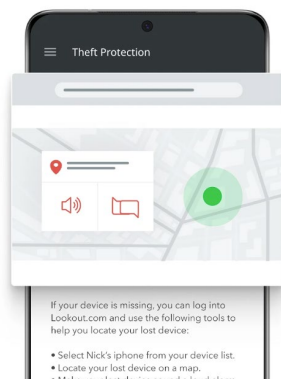 Theft Protection
If your device is missing, you can log into
Lookout.com and use the following tools to
help you locate your lost device:
• Select Nick's iphone from your device list.
• Locate your lost device on a map.